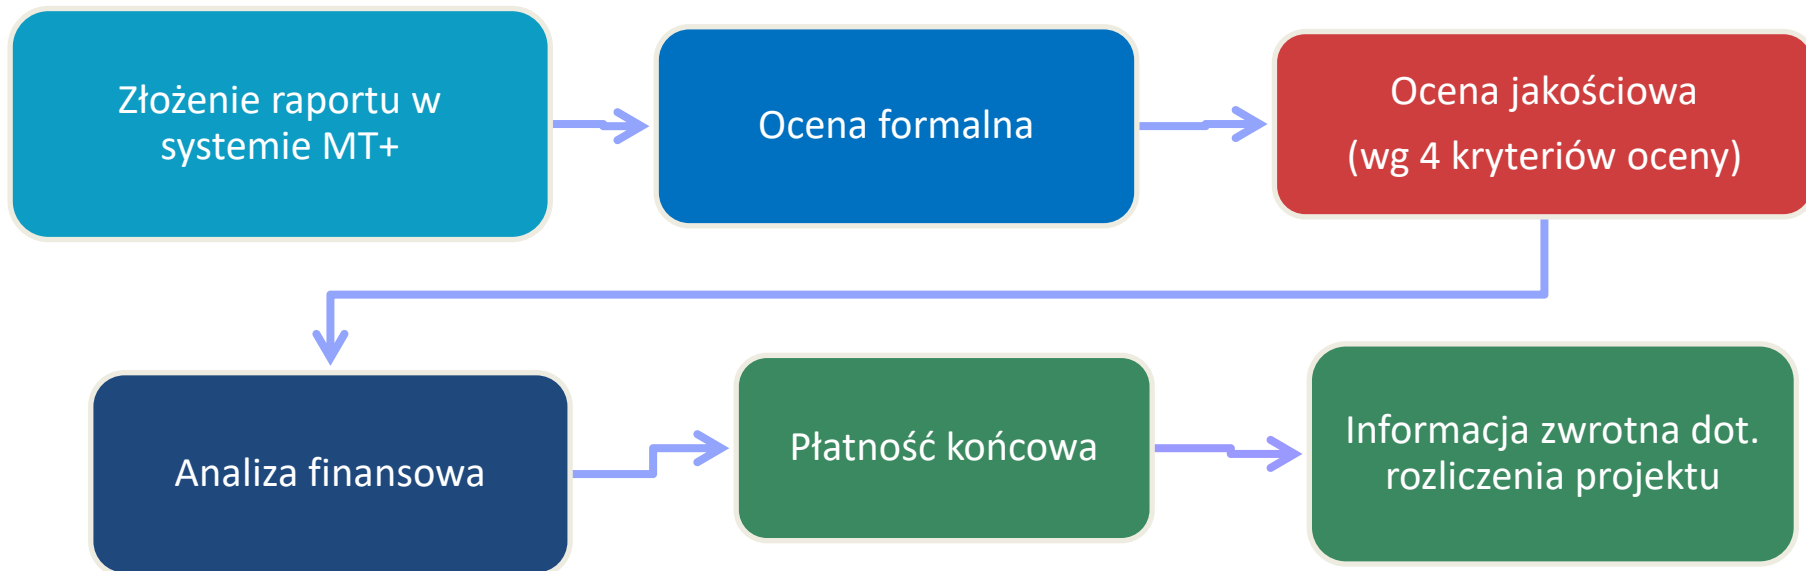 Złożenie raportu w
systemie MT+
Ocena formalna
Ocena jakościowa
(wg 4 kryteriów oceny)
Analiza finansowa
Płatność końcowa
Informacja zwrotna dot.
rozliczenia projektu